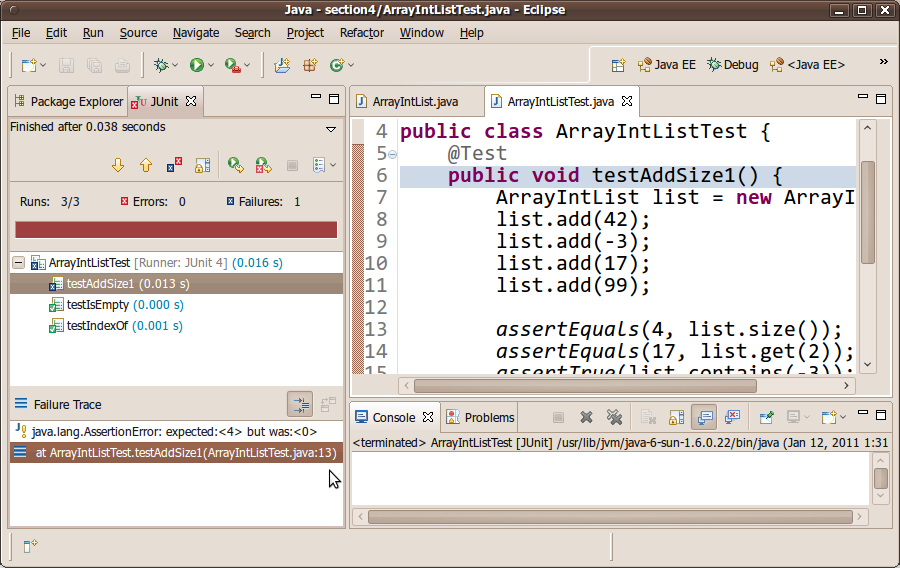 Java - section4/ArrayIntListTest.java - Eclipse
File Edit Run Source Navigate Search Project Refactor Window Help
Java EE Debug <Java EE> »
Package Explorer JUnit
Finished after 0.038 seconds
Runs: 3/3 Errors: 0 Failures: 1
ArrayIntListTest [Runner: JUnit 4] (0.016 s)
testAddSize1 (0.013 s)
testIsEmpty (0.000 s)
testIndexOf (0.001 s)
Failure Trace
java.lang.AssertionError: expected:<4> but was:<0>
at ArrayIntListTest.testAddSize1(ArrayIntListTest.java:13)
ArrayIntList.java ArrayIntListTest.java
4 public class ArrayIntListTest {
5 @Test
6 public void testAddSize1() {
7 ArrayIntList list = new ArrayI
8 list.add(42);
9 list.add(-3);
10 list.add(17);
11 list.add(99);
12
13 assertEquals(4, list.size());
14 assertEquals(17, list.get(2));
15 assertTrue(list.contains(-3));
Console Problems
<terminated> ArrayIntListTest [JUnit] /usr/lib/jvm/java-6-sun-1.6.0.22/bin/java (Jan 12, 2011 1:31